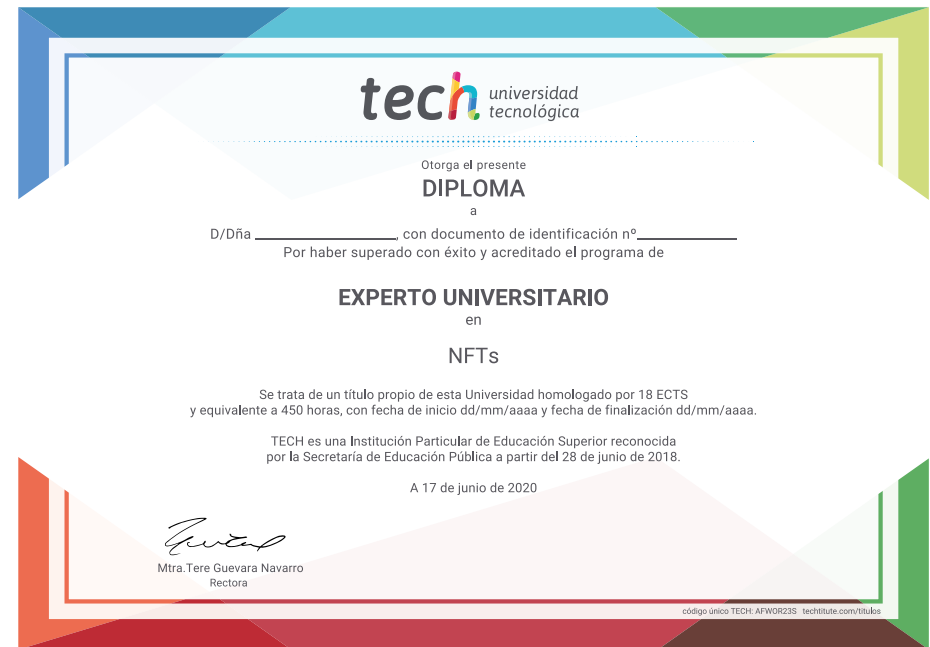 tech universidad
tecnológica
Otorga el presente
DIPLOMA
a
D/Dña ____________________, con documento de identificación nº______________
Por haber superado con éxito y acreditado el programa de
EXPERTO UNIVERSITARIO
en
NFTs
Se trata de un título propio de esta Universidad homologado por 18 ECTS
y equivalente a 450 horas, con fecha de inicio dd/mm/aaaa y fecha de finalización dd/mm/aaaa.
TECH es una Institución Particular de Educación Superior reconocida
por la Secretaría de Educación Pública a partir del 28 de junio de 2018.
A 17 de junio de 2020
Mtra.Tere Guevara Navarro
Rectora
código único TECH: AFWOR23S techtitute.com/titulos